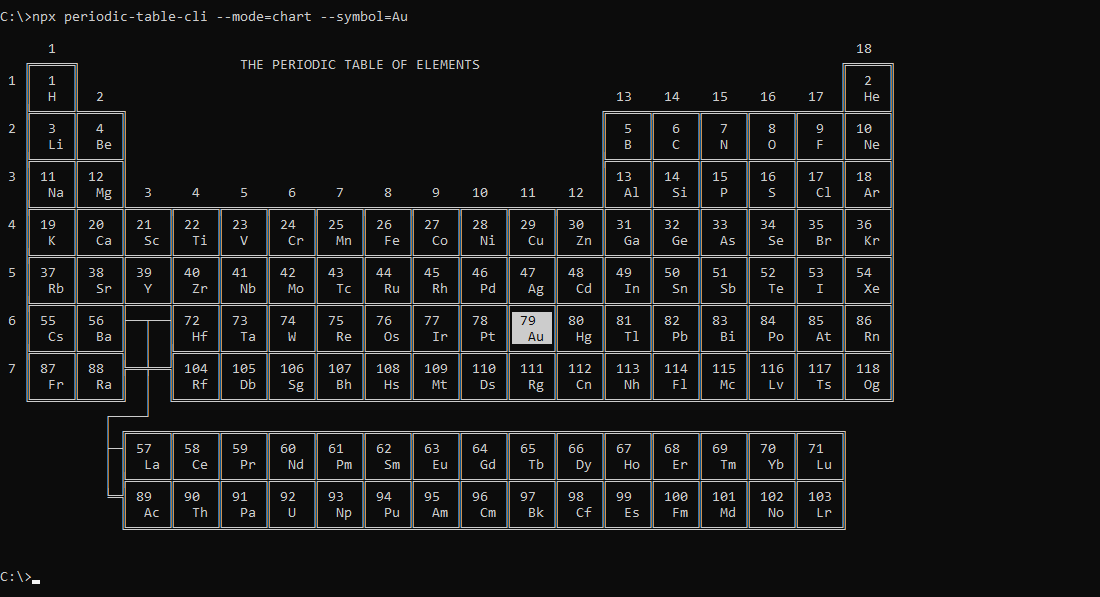 C:\>npx periodic-table-cli --mode=chart --symbol=Au
1 18
THE PERIODIC TABLE OF ELEMENTS
1 1 2
H 2 13 14 15 16 17 He
2 3 4 5 6 7 8 9 10
Li Be B C N O F Ne
3 11 12 13 14 15 16 17 18
Na Mg 3 4 5 6 7 8 9 10 11 12 Al Si P S Cl Ar
4 19 20 21 22 23 24 25 26 27 28 29 30 31 32 33 34 35 36
K Ca Sc Ti V Cr Mn Fe Co Ni Cu Zn Ga Ge As Se Br Kr
5 37 38 39 40 41 42 43 44 45 46 47 48 49 50 51 52 53 54
Rb Sr Y Zr Nb Mo Tc Ru Rh Pd Ag Cd In Sn Sb Te I Xe
6 55 56 72 73 74 75 76 77 78 79 80 81 82 83 84 85 86
Cs Ba Hf Ta W Re Os Ir Pt Au Hg Tl Pb Bi Po At Rn
7 87 88 104 105 106 107 108 109 110 111 112 113 114 115 116 117 118
Fr Ra Rf Db Sg Bh Hs Mt Ds Rg Cn Nh Fl Mc Lv Ts Og
57 58 59 60 61 62 63 64 65 66 67 68 69 70 71
La Ce Pr Nd Pm Sm Eu Gd Tb Dy Ho Er Tm Yb Lu
89 90 91 92 93 94 95 96 97 98 99 100 101 102 103
Ac Th Pa U Np Pu Am Cm Bk Cf Es Fm Md No Lr
C:\>